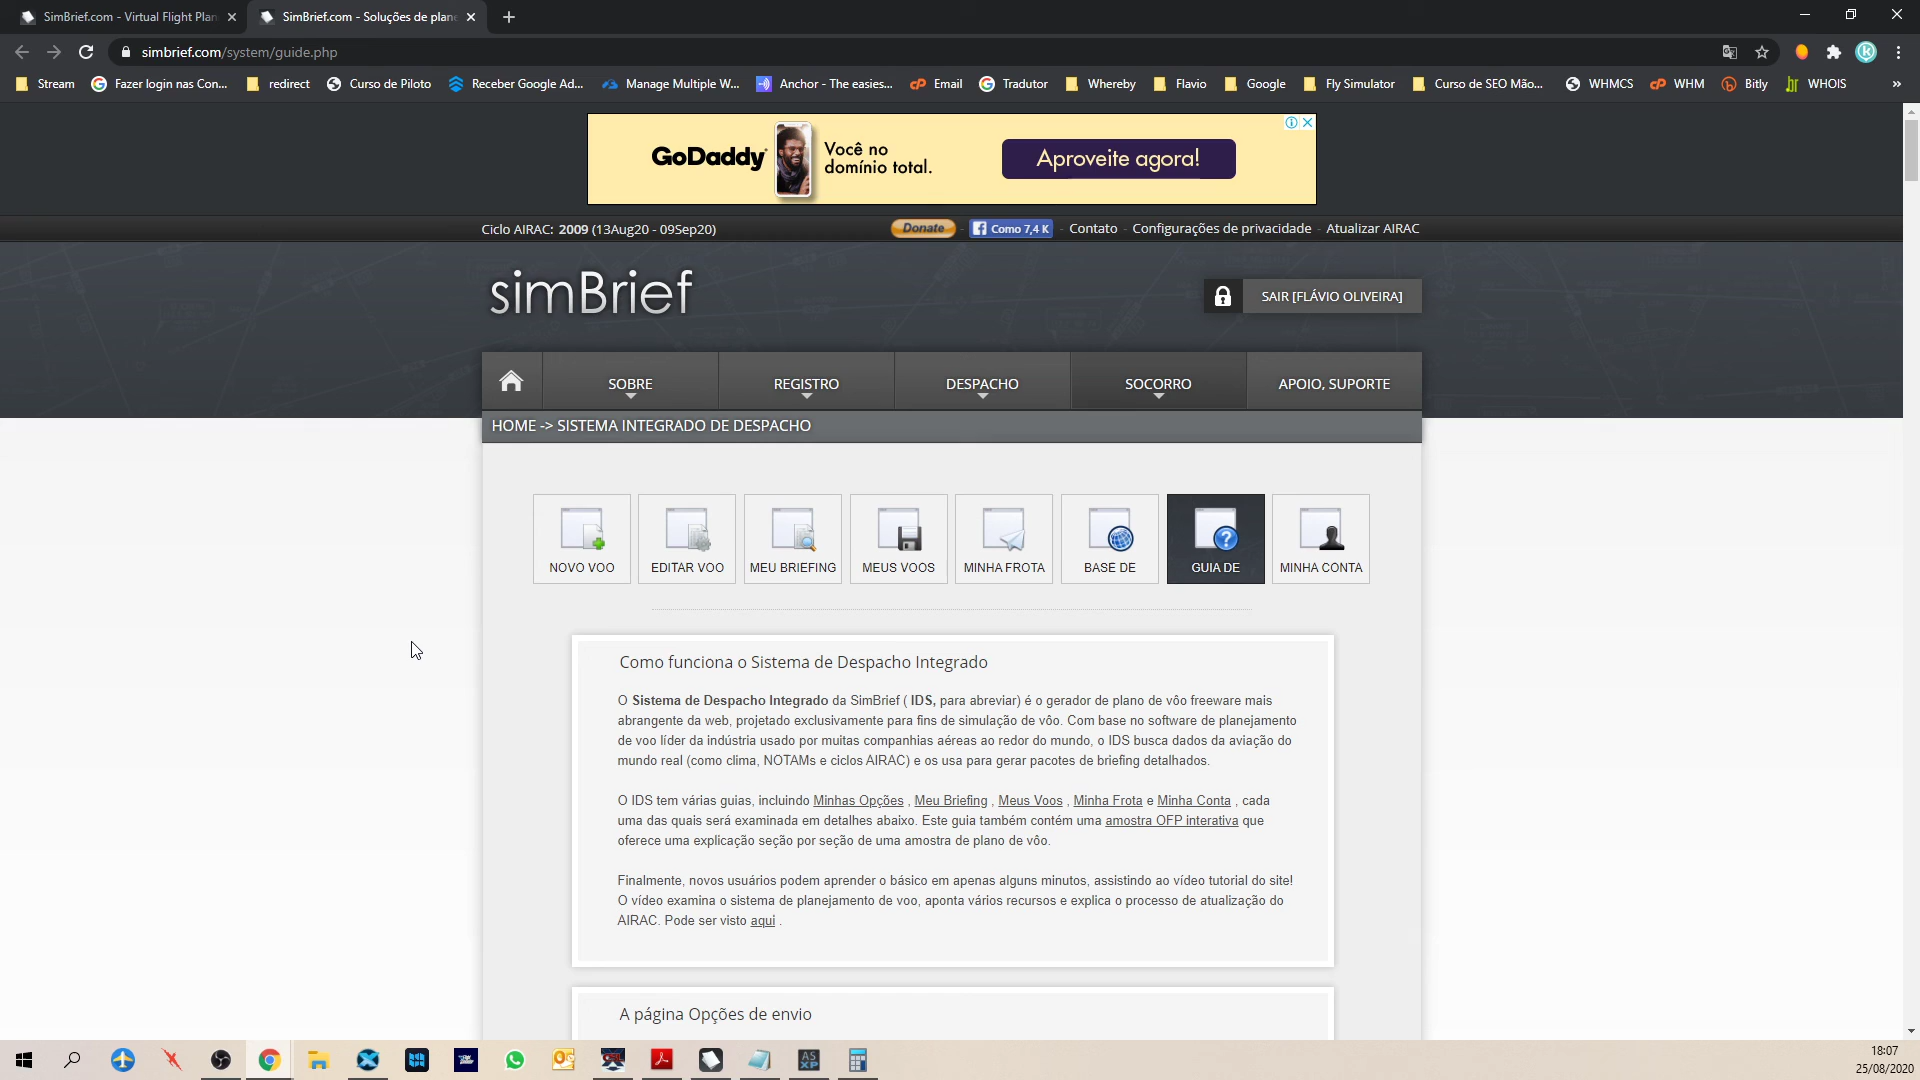 SimBrief.com - Virtual Flight Plan
SimBrief.com - Soluções de plane
simbrief.com/system/guide.php
Stream
Fazer login nas Con...
redirect
Curso de Piloto
Receber Google Ad...
Manage Multiple W...
Anchor - The easies...
Email
Tradutor
Whereby
Flavio
Google
Fly Simulator
Curso de SEO Mão...
WHMCS
WHM
Bitly
WHOIS
»
GoDaddy
Você no
domínio total.
Aproveite agora!
Ciclo AIRAC: 2009 (13Aug20 - 09Sep20)
Donate - Como 7,4 K - Contato - Configurações de privacidade - Atualizar AIRAC
simBrief
SAIR [FLÁVIO OLIVEIRA]
SOBRE
REGISTRO
DESPACHO
SOCORRO
APOIO, SUPORTE
HOME -> SISTEMA INTEGRADO DE DESPACHO
NOVO VOO
EDITAR VOO
MEU BRIEFING
MEUS VOOS
MINHA FROTA
BASE DE
GUIA DE
MINHA CONTA
Como funciona o Sistema de Despacho Integrado
O Sistema de Despacho Integrado da SimBrief ( IDS, para abreviar) é o gerador de plano de vôo freeware mais
abrangente da web, projetado exclusivamente para fins de simulação de vôo. Com base no software de planejamento
de voo líder da indústria usado por muitas companhias aéreas ao redor do mundo, o IDS busca dados da aviação do
mundo real (como clima, NOTAMs e ciclos AIRAC) e os usa para gerar pacotes de briefing detalhados.
O IDS tem várias guias, incluindo Minhas Opções , Meu Briefing , Meus Voos , Minha Frota e Minha Conta , cada
uma das quais será examinada em detalhes abaixo. Este guia também contém uma amostra OFP interativa que
oferece uma explicação seção por seção de uma amostra de plano de vôo.
Finalmente, novos usuários podem aprender o básico em apenas alguns minutos, assistindo ao vídeo tutorial do site!
O vídeo examina o sistema de planejamento de voo, aponta vários recursos e explica o processo de atualização do
AIRAC. Pode ser visto aqui .
A página Opções de envio
AS
XP
18:07
25/08/2020